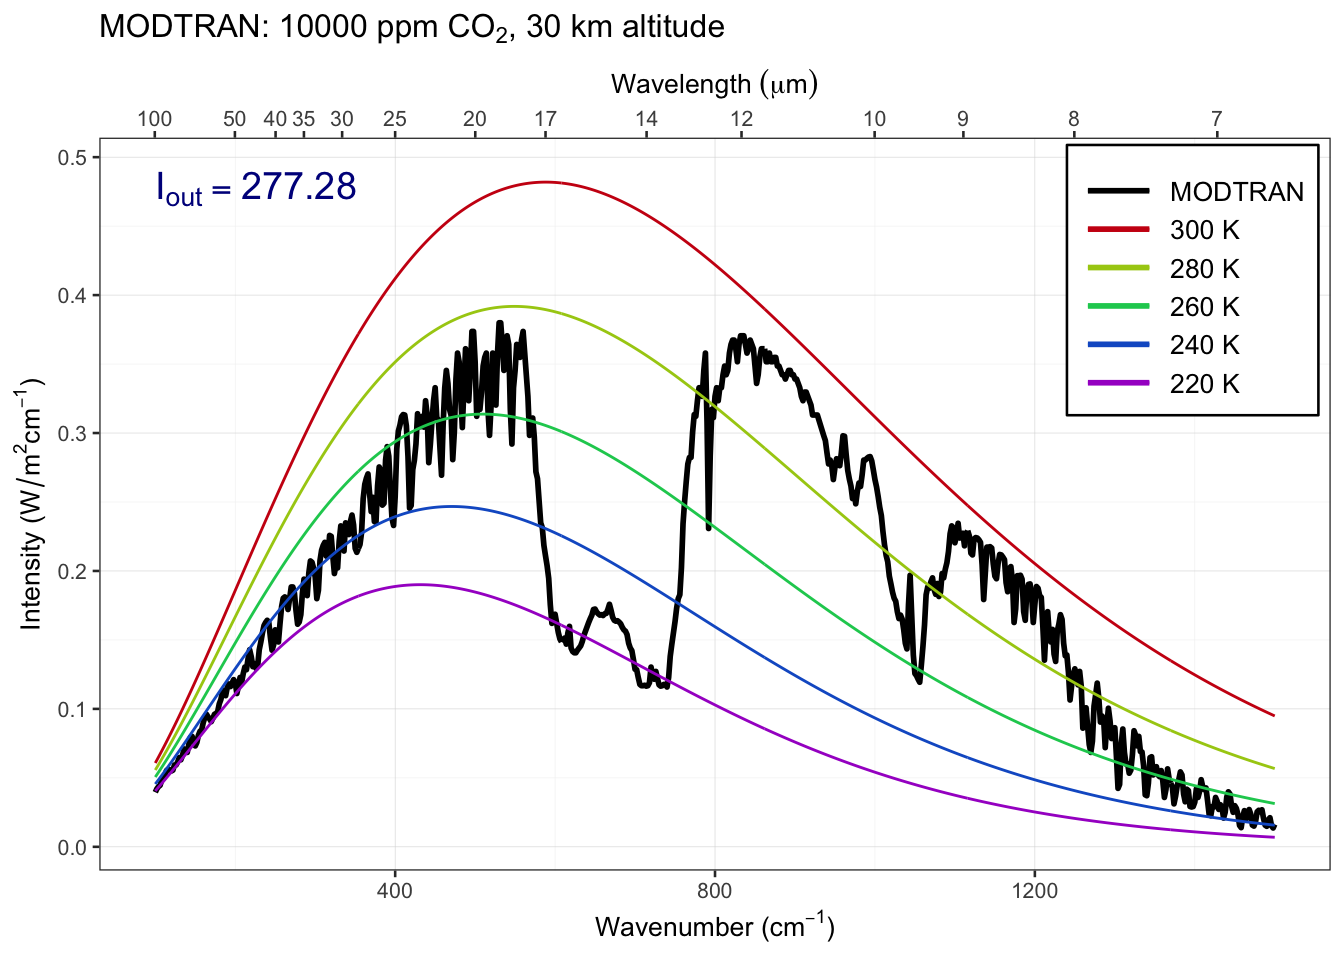 MODTRAN: 10000 ppm CO₂, 30 km altitude
Wavelength (μm)
100 50 40 35 30 25 20 17 14 12 10 9 8 7
I_out = 277.28
MODTRAN
300 K
280 K
260 K
240 K
220 K
0.5
0.4
0.3
0.2
0.1
0.0
Intensity (W/m²cm⁻¹)
400 800 1200
Wavenumber (cm⁻¹)